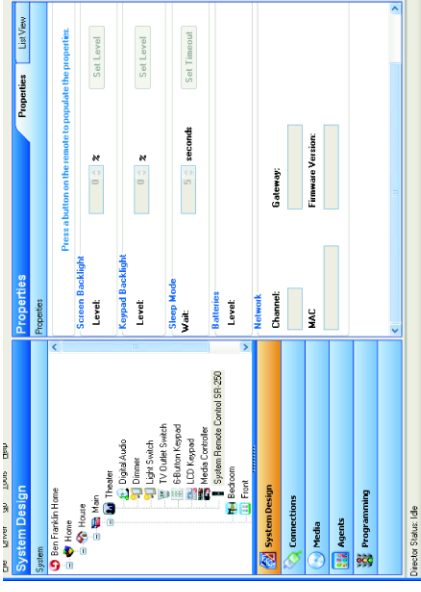 File Driver Go Tools Help
System Design
System
Ben Franklin Home
Home
House
Main
Theater
Digital Audio
Dimmer
Light Switch
TV Outlet Switch
6-Button Keypad
LCD Keypad
Media Controller
System Remote Control SR-250
Bedroom
Front
System Design
Connections
Media
Agents
Programming
Director Status: Idle
Properties
Properties
List View
Properties
Press a button on the remote to populate the properties.
Screen Backlight
Level: 0 % Set Level
Keypad Backlight
Level: 0 % Set Level
Sleep Mode
Wait: 5 seconds Set Timeout
Batteries
Level:
Network
Channel: Gateway:
MAC Firmware Version: